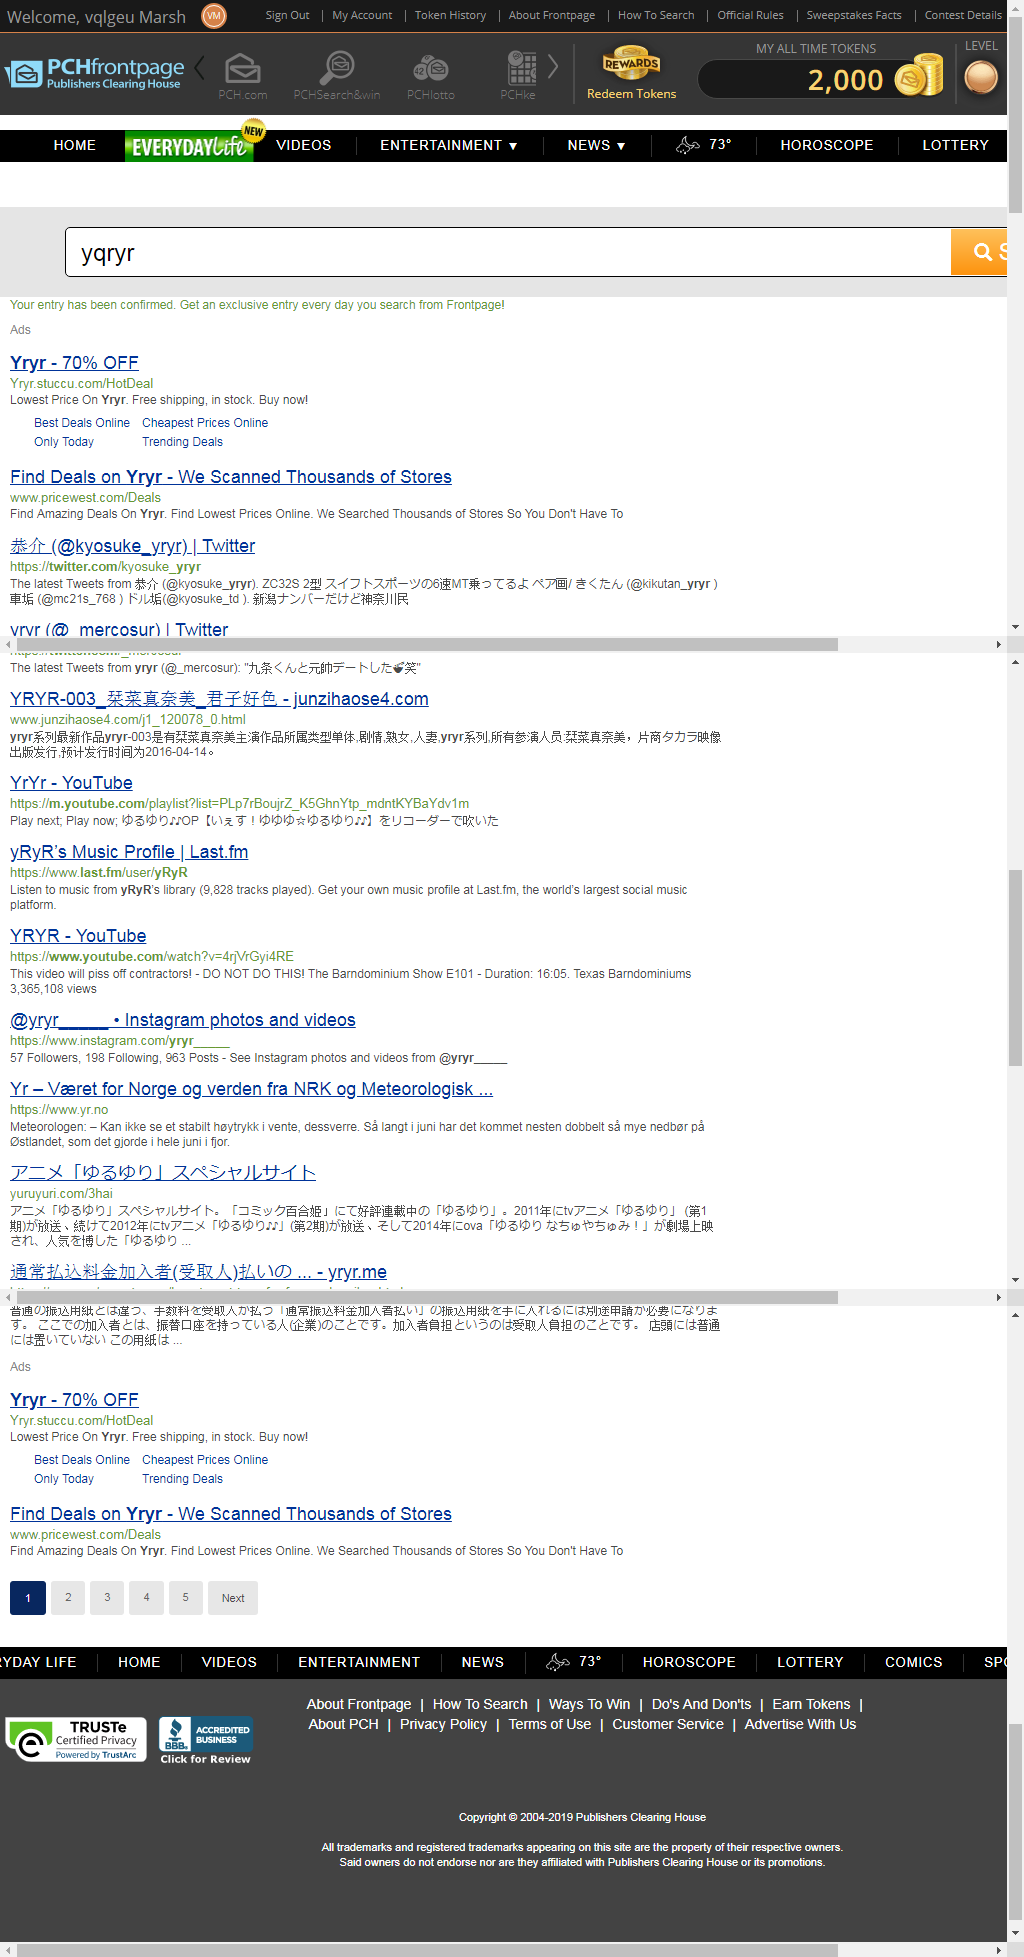 Welcome, vqlgeu Marsh
VM
Sign Out | My Account | Token History | About Frontpage | How To Search | Official Rules | Sweepstakes Facts | Contest Details
PCHfrontpage
Publishers Clearing House
PCH.com
PCHSearch&win
PCHlotto
PCHke
REWARDS
Redeem Tokens
MY ALL TIME TOKENS
2,000
LEVEL
HOME
EVERYDAY Life
NEW
VIDEOS
ENTERTAINMENT ▼
NEWS ▼
73°
HOROSCOPE
LOTTERY
yqryr
S
Your entry has been confirmed. Get an exclusive entry every day you search from Frontpage!
Ads
Yryr - 70% OFF
Yryr.stuccu.com/HotDeal
Lowest Price On Yryr. Free shipping, in stock. Buy now!
Best Deals Online Cheapest Prices Online
Only Today Trending Deals
Find Deals on Yryr - We Scanned Thousands of Stores
www.pricewest.com/Deals
Find Amazing Deals On Yryr. Find Lowest Prices Online. We Searched Thousands of Stores So You Don't Have To
恭介 (@kyosuke_yryr) | Twitter
https://twitter.com/kyosuke_yryr
The latest Tweets from 恭介 (@kyosuke_yryr). ZC32S 2型 スイフトスポーツの6速MT乗ってるよ ペア画/ きくたん (@kikutan_yryr )
車垢 (@mc21s_768 ) ドル垢(@kyosuke_td ). 新潟ナンバーだけど神奈川民
yryr (@_mercosur) | Twitter
https://twitter.com/_mercosur
The latest Tweets from yryr (@_mercosur): "九条くんと元帥デートした🍏笑"
YRYR-003_栞菜真奈美_君子好色 - junzihaose4.com
www.junzihaose4.com/j1_120078_0.html
yryr系列最新作品yryr-003是有栞菜真奈美主演作品所属类型单体,剧情,熟女,人妻,yryr系列,所有参演人员:栞菜真奈美，片商タカラ映像
出版发行,预计发行时间为2016-04-14。
YrYr - YouTube
https://m.youtube.com/playlist?list=PLp7rBoujrZ_K5GhnYtp_mdntKYBaYdv1m
Play next; Play now; ゆるゆり♪♪OP【いぇす！ゆゆゆ☆ゆるゆり♪♪】をリコーダーで吹いた
yRyR's Music Profile | Last.fm
https://www.last.fm/user/yRyR
Listen to music from yRyR's library (9,828 tracks played). Get your own music profile at Last.fm, the world's largest social music
platform.
YRYR - YouTube
https://www.youtube.com/watch?v=4rjVrGyi4RE
This video will piss off contractors! - DO NOT DO THIS! The Barndominium Show E101 - Duration: 16:05. Texas Barndominiums
3,365,108 views
@yryr_____ • Instagram photos and videos
https://www.instagram.com/yryr_____
57 Followers, 198 Following, 963 Posts - See Instagram photos and videos from @yryr_____
Yr – Været for Norge og verden fra NRK og Meteorologisk ...
https://www.yr.no
Meteorologen: – Kan ikke se et stabilt høytrykk i vente, dessverre. Så langt i juni har det kommet nesten dobbelt så mye nedbør på
Østlandet, som det gjorde i hele juni i fjor.
アニメ「ゆるゆり」スペシャルサイト
yuruyuri.com/3hai
アニメ「ゆるゆり」スペシャルサイト。「コミック百合姫」にて好評連載中の「ゆるゆり」。2011年にtvアニメ「ゆるゆり」 (第1
期)が放送、続けて2012年にtvアニメ「ゆるゆり♪♪」(第2期)が放送、そして2014年にova「ゆるゆり なちゅやちゅみ！」が劇場上映
され、人気を博した「ゆるゆり ...
通常払込料金加入者(受取人)払いの ... - yryr.me
普通の振込用紙とは違う、手数料を受取人が払う「通常振込料金加入者払い」の振込用紙を手に入れるには別途申請が必要になりま
す。 ここでの加入者とは、振替口座を持っている人(企業)のことです。加入者負担というのは受取人負担のことです。 店頭には普通
には置いていない この用紙は ...
Ads
Yryr - 70% OFF
Yryr.stuccu.com/HotDeal
Lowest Price On Yryr. Free shipping, in stock. Buy now!
Best Deals Online Cheapest Prices Online
Only Today Trending Deals
Find Deals on Yryr - We Scanned Thousands of Stores
www.pricewest.com/Deals
Find Amazing Deals On Yryr. Find Lowest Prices Online. We Searched Thousands of Stores So You Don't Have To
1 2 3 4 5 Next
RYDAY LIFE
HOME
VIDEOS
ENTERTAINMENT
NEWS
73°
HOROSCOPE
LOTTERY
COMICS
SPO
About Frontpage | How To Search | Ways To Win | Do's And Don'ts | Earn Tokens |
About PCH | Privacy Policy | Terms of Use | Customer Service | Advertise With Us
TRUSTe
Certified Privacy
Powered by TrustArc
BBB.
ACCREDITED
BUSINESS
Click for Review
Copyright © 2004-2019 Publishers Clearing House
All trademarks and registered trademarks appearing on this site are the property of their respective owners.
Said owners do not endorse nor are they affiliated with Publishers Clearing House or its promotions.